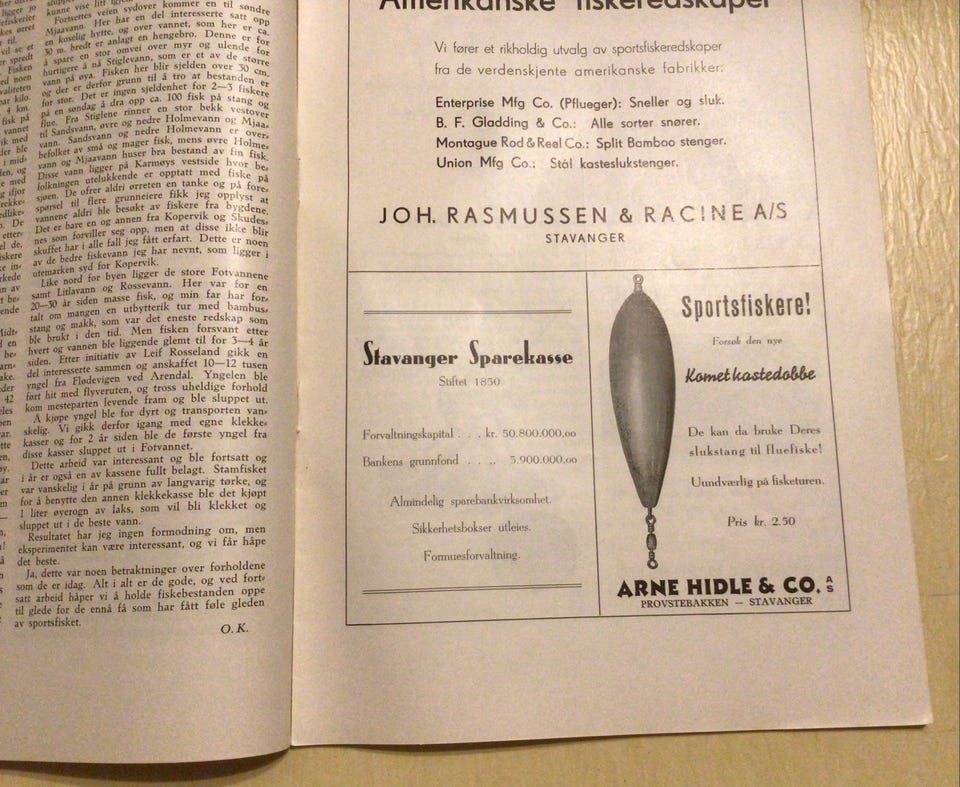 kunne vise litt
Fortsettes veien sydover kommer en til søndre
Mjaavann. Her har en del interesserte satt opp
en koselig hytte, og over vannet, som her er ca.
30 m. bredt er anlagt en hengebro. Denne er for
å spare en stor omvei over myr og ulende for
hurtigere å nå Stiglevann, som er et av de større
vann på øya. Fisken her blir sjelden over 30 cm.
og der er derfor grunn til å tro at bestanden er
for stor. Det er ingen sjeldenhet for 2—3 fiskere
på en søndag å dra opp ca. 100 fisk på stang og
flue. Fra Stiglene rinner en stor bekk vestover
til Sandsvann, øvre og nedre Holmevann og Mjaa-
vann. Sandsvann og nedre Holmevann er over-
befolket av små og mager fisk, mens øvre Holme-
vann og Mjaavann huser bra bestand av fin fisk.
Disse vann ligger på Karmøys vestside hvor be-
folkningen utelukkende er opptatt med fiske på
sjøen. De ofrer aldri ørreten en tanke og på fore-
spørsel til flere grunneiere fikk jeg opplyst at
vannene aldri ble besøkt av fiskere fra bygdene.
Det er bare en og annen fra Kopervik og Skudes-
nes som forviller seg opp, men at disse ikke blir
skuffet har i alle fall jeg fått erfart. Dette er noen
av de bedre fiskevann jeg har nevnt, som ligger i
utemarken syd for Kopervik.
Like nord for byen ligger de store Fotvannene
samt Litlavann og Rossevann. Her var for en
20—30 år siden masse fisk, og min far har for-
talt om mangen en utbytterik tur med bambus-
stang og makk, som var det eneste redskap som
ble brukt i den tid. Men fisken forsvant etter
hvert og vannen ble liggende glemt til for 3—4 år
siden. Etter initiativ av Leif Rosseland gikk en
del interesserte sammen og anskaffet 10—12 tusen
yngel fra Flødevigen ved Arendal. Yngelen ble
ført hit med flyveruten, og tross uheldige forhold
kom mesteparten levende fram og ble sluppet ut.
Å kjøpe yngel ble for dyrt og transporten van-
skelig. Vi gikk derfor igang med egne klekke-
kasser og for 2 år siden ble de første yngel fra
disse kasser sluppet ut i Fotvannet.
Dette arbeid var interessant og ble fortsatt og
i år er også en av kassene fullt belagt. Stamfisket
var vanskelig i år på grunn av langvarig tørke, og
for å benytte den annen klekkekasse ble det kjøpt
1 liter øyerogn av laks, som vil bli klekket og
sluppet ut i de beste vann.
Resultatet har jeg ingen formodning om, men
eksperimentet kan være interessant, og vi får håpe
det beste.
Ja, dette var noen betraktninger over forholdene
som de er idag. Alt i alt er de gode, og ved fort-
satt arbeid håper vi å holde fiskebestanden oppe
til glede for de ennå få som har fått føle gleden
av sportsfisket.
O. K.
Amerikanske fiskeredskaper
Vi fører et rikholdig utvalg av sportsfiskeredskaper
fra de verdenskjente amerikanske fabrikker:
Enterprise Mfg Co. (Pflueger): Sneller og sluk.
B. F. Gladding & Co.: Alle sorter snører.
Montague Rod & Reel Co.: Split Bamboo stenger.
Union Mfg Co.: Stål kasteslukstenger.
JOH. RASMUSSEN & RACINE A/S
STAVANGER
Stavanger Sparekasse
Stiftet 1850
Forvaltningskapital . . . kr. 50.800.000,00
Bankens grunnfond . . . „ 5.900.000,00
Almindelig sparebankvirksomhet.
Sikkerhetsbokser utleies.
Formuesforvaltning.
Sportsfiskere!
Forsøk den nye
Komet kastedobbe
De kan da bruke Deres
slukstang til fluefiske!
Uundværlig på fisketuren.
Pris kr. 2.50
ARNE HIDLE & CO. A/S
PROVSTEBAKKEN — STAVANGER